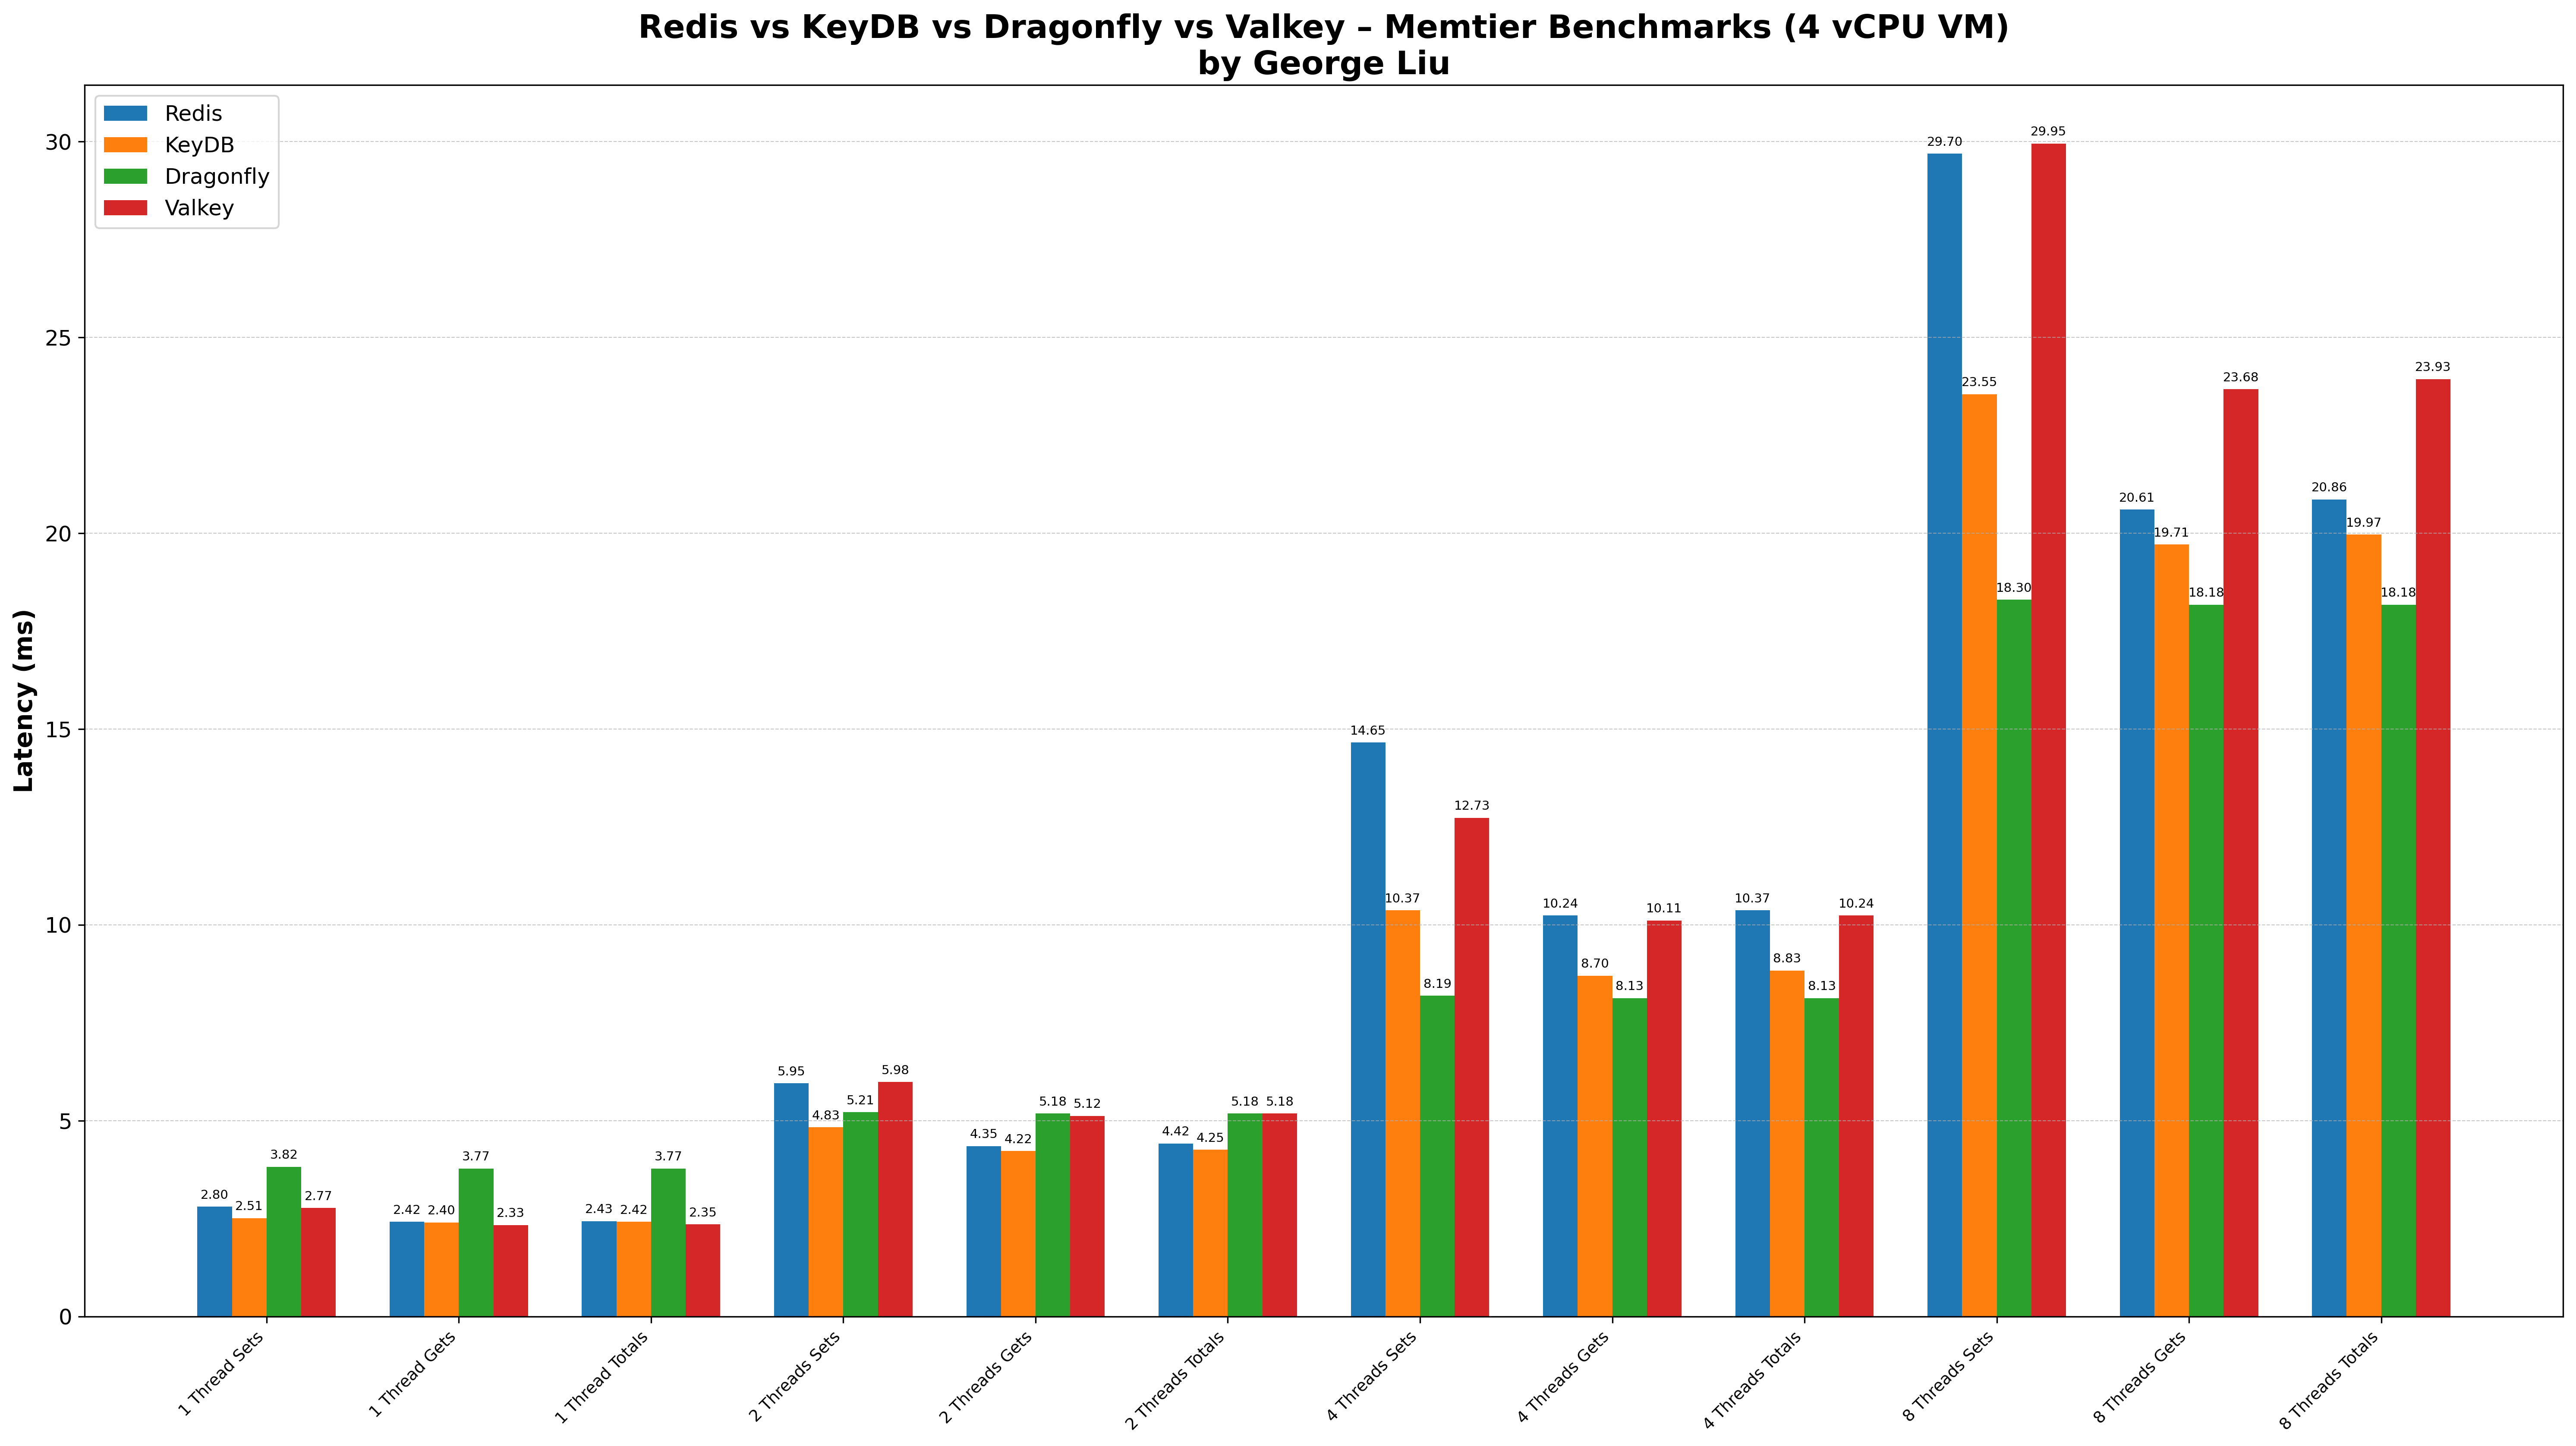 Redis vs KeyDB vs Dragonfly vs Valkey – Memtier Benchmarks (4 vCPU VM)
by George Liu
Redis
KeyDB
Dragonfly
Valkey
Latency (ms)
30
25
20
15
10
5
0
2.80
2.51
3.82
2.77
2.42
2.40
3.77
2.33
2.43
2.42
3.77
2.35
5.95
4.83
5.21
5.98
4.35
4.22
5.18
5.12
4.42
4.25
5.18
5.18
14.65
10.37
8.19
12.73
10.24
8.70
8.13
10.11
10.37
8.83
8.13
10.24
29.70
23.55
18.30
29.95
20.61
19.71
18.18
23.68
20.86
19.97
18.18
23.93
1 Thread Sets
1 Thread Gets
1 Thread Totals
2 Threads Sets
2 Threads Gets
2 Threads Totals
4 Threads Sets
4 Threads Gets
4 Threads Totals
8 Threads Sets
8 Threads Gets
8 Threads Totals